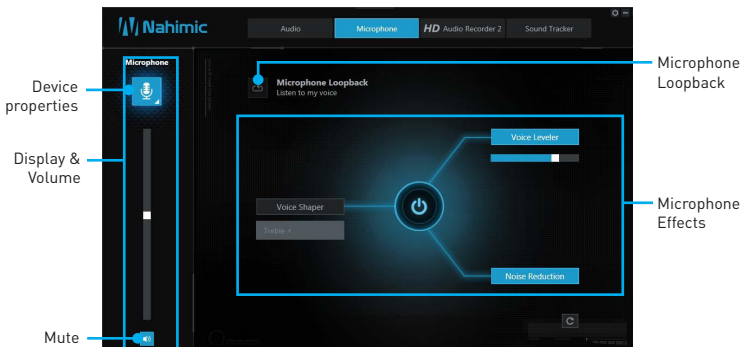 Nahimic
Audio
Microphone
HD Audio Recorder 2
Sound Tracker
Microphone
Device
properties
Display &
Volume
Mute
Microphone Loopback
Listen to my voice
Voice Leveler
Voice Shaper
Treble +
Noise Reduction
Microphone
Loopback
Microphone
Effects